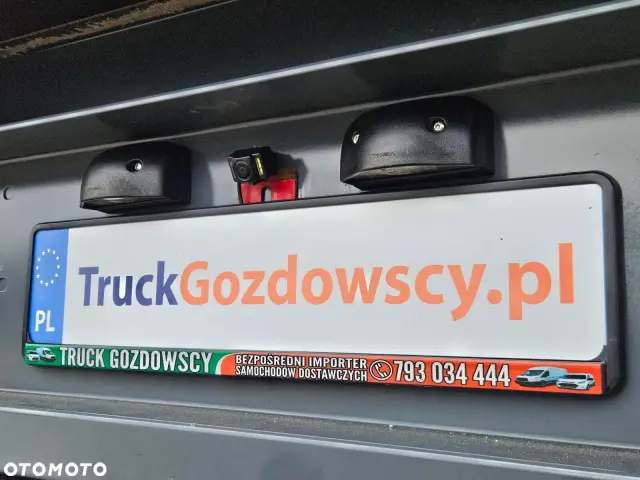 TruckGozdowscy.pl
PL
TRUCK GOZDOWSCY
BEZPOŚREDNI IMPORTER
SAMOCHODÓW DOSTAWCZYCH
793 034 444
OTOMOTO